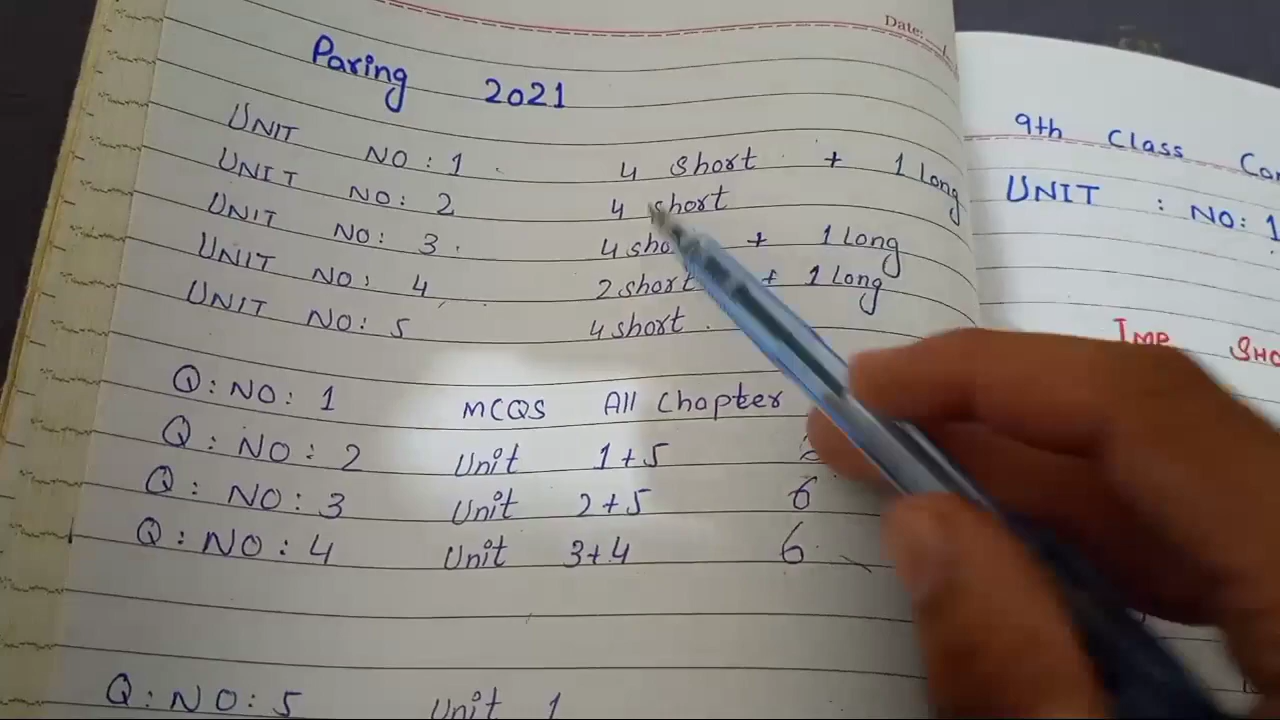 Date:
Paring 2021
UNIT NO: 1 4 Short + 1 Long
UNIT NO: 2 4 short
UNIT NO: 3 4 sho + 1 Long
UNIT NO: 4 2 short + 1 Long
UNIT NO: 5 4 short
Q: NO: 1 MCQS All Chapter
Q: NO: 2 Unit 1+5
Q: NO: 3 Unit 2+5 6
Q: NO: 4 Unit 3+4 6
Q: NO: 5 Unit 1
9th Class
UNIT : NO: 1
IMP SHO